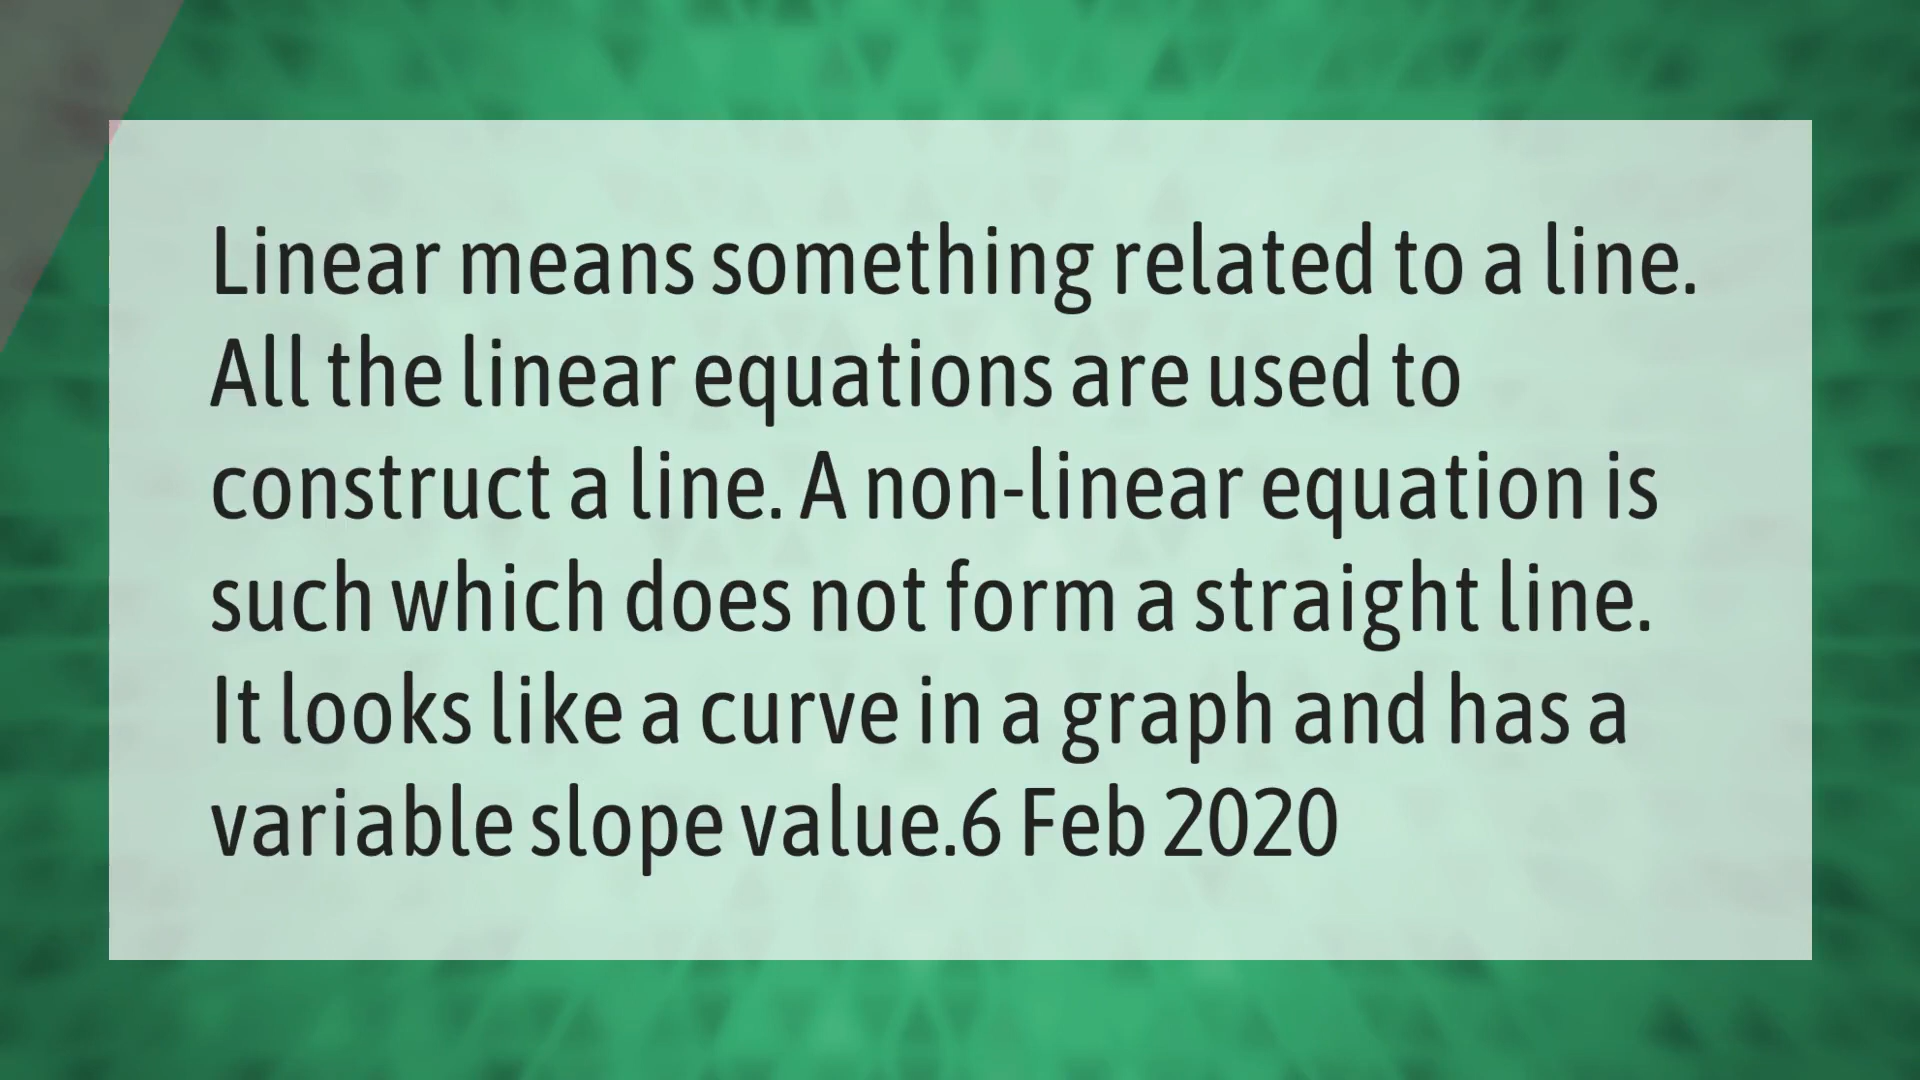 Linear means something related to a line.
All the linear equations are used to
construct a line. A non-linear equation is
such which does not form a straight line.
It looks like a curve in a graph and has a
variable slope value.6 Feb 2020